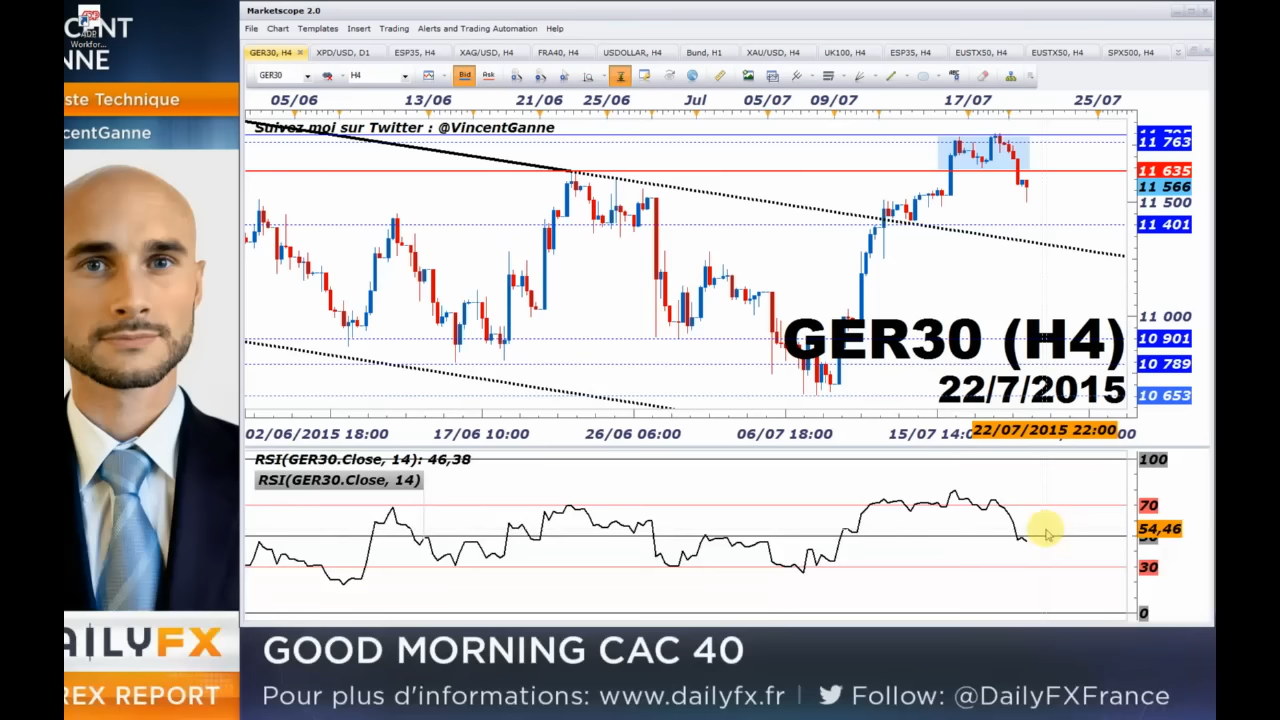 CENT
NNE
ste Technique
centGanne
AILYFX
REX REPORT
Marketscope 2.0
File Chart Templates Insert Trading Alerts and Trading Automation Help
GER30, H4 XPD/USD, D1 ESP35, H4 XAG/USD, H4 FRA40, H4 USDOLLAR, H4 Bund, H1 XAU/USD, H4 UK100, H4 ESP35, H4 EUSTX50, H4 EUSTX50, H4 SPX500, H4
GER30 H4 Bid Ask
05/06 13/06 21/06 25/06 Jul 05/07 09/07 17/07 25/07
Suivez moi sur Twitter : @VincentGanne
11 763
11 635
11 566
11 500
11 401
11 000
10 901
10 789
10 653
GER30 (H4)
22/7/2015
02/06/2015 18:00 17/06 10:00 26/06 06:00 06/07 18:00 15/07 14:0 22/07/2015 22:00 :00
RSI(GER30.Close, 14): 46,38
RSI(GER30.Close, 14)
100
70
54,46
30
0
GOOD MORNING CAC 40
Pour plus d'informations: www.dailyfx.fr | Follow: @DailyFXFrance